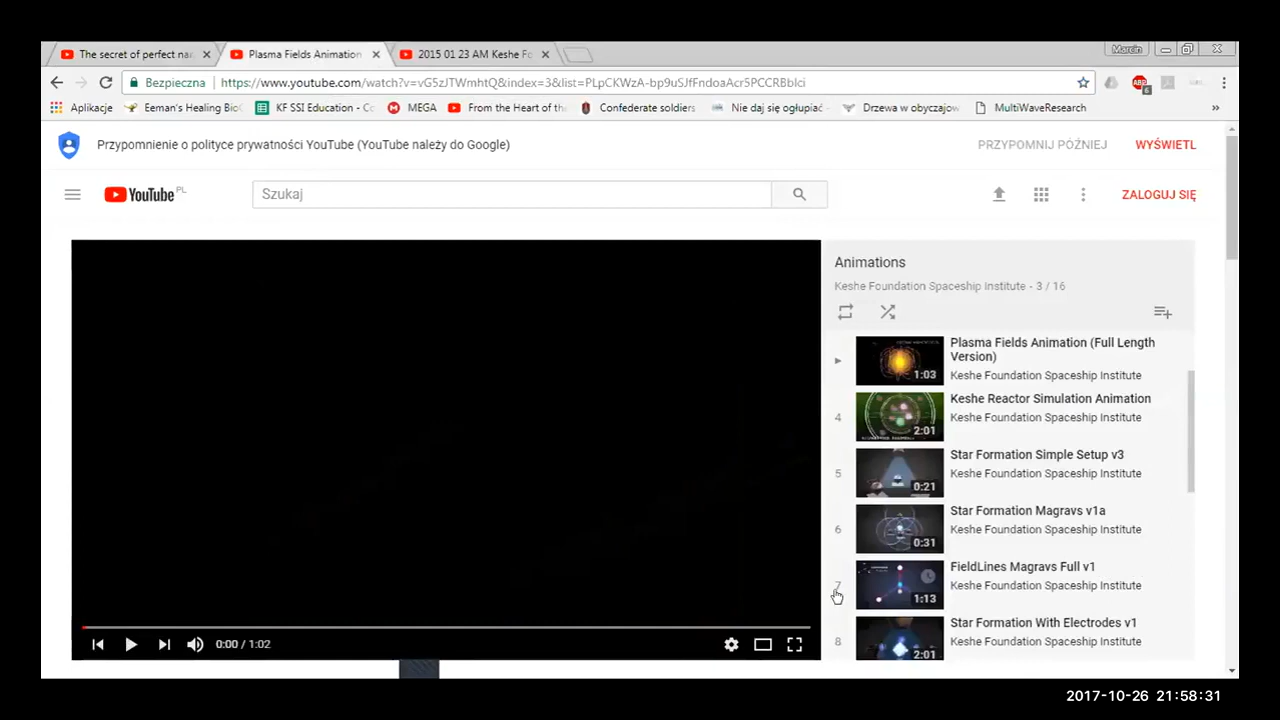 The secret of perfect na
Plasma Fields Animation
2015 01.23 AM Keshe Fo
Marcin
Bezpieczna
https://www.youtube.com/watch?v=vG5zJTWmhtQ&index=3&list=PLpCKWzA-bp9uSJfFndoaAcr5PCCRBblci
ABP
6
Aplikacje
Eeman's Healing Bio
KF SSI Education - Co
MEGA
From the Heart of the
Confederate soldiers
Nie daj się ogłupiać
Drzewa w obyczajow
MultiWaveResearch
Przypomnienie o polityce prywatności YouTube (YouTube należy do Google)
PRZYPOMNIJ PÓŹNIEJ
WYŚWIETL
YouTube PL
Szukaj
ZALOGUJ SIĘ
Animations
Keshe Foundation Spaceship Institute - 3 / 16
Plasma Fields Animation (Full Length
Version)
Keshe Foundation Spaceship Institute
1:03
4
Keshe Reactor Simulation Animation
Keshe Foundation Spaceship Institute
2:01
5
Star Formation Simple Setup v3
Keshe Foundation Spaceship Institute
0:21
6
Star Formation Magravs v1a
Keshe Foundation Spaceship Institute
0:31
7
FieldLines Magravs Full v1
Keshe Foundation Spaceship Institute
1:13
8
Star Formation With Electrodes v1
Keshe Foundation Spaceship Institute
2:01
0:00 / 1:02
2017-10-26 21:58:31